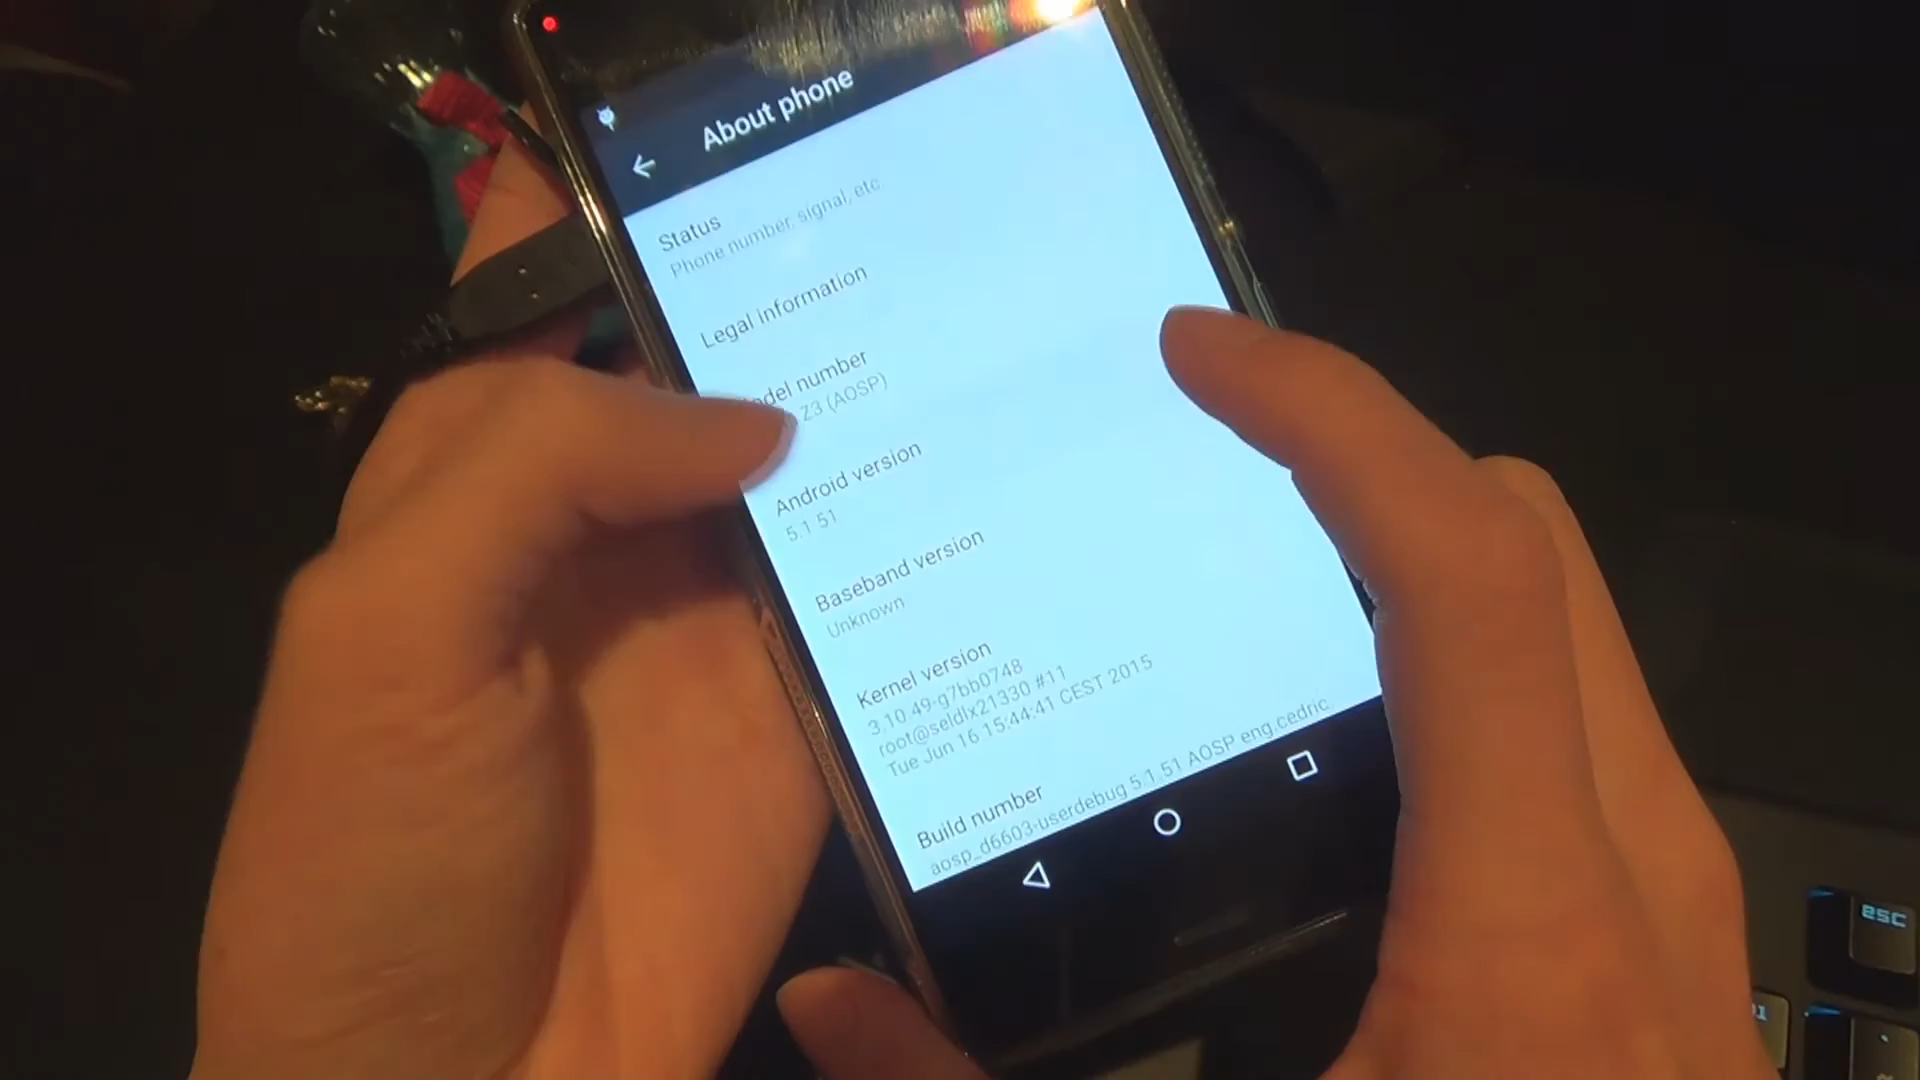 About phone
Status
Phone number, signal, etc.
Legal information
Model number
Z3 (AOSP)
Android version
5.1.51
Baseband version
Unknown
Kernel version
3.10.49-g7bb0748
root@seldlx21330 #11
Tue Jun 16 15:44:41 CEST 2015
Build number
aosp_d6603-userdebug 5.1.51 AOSP eng.cedric.
esc